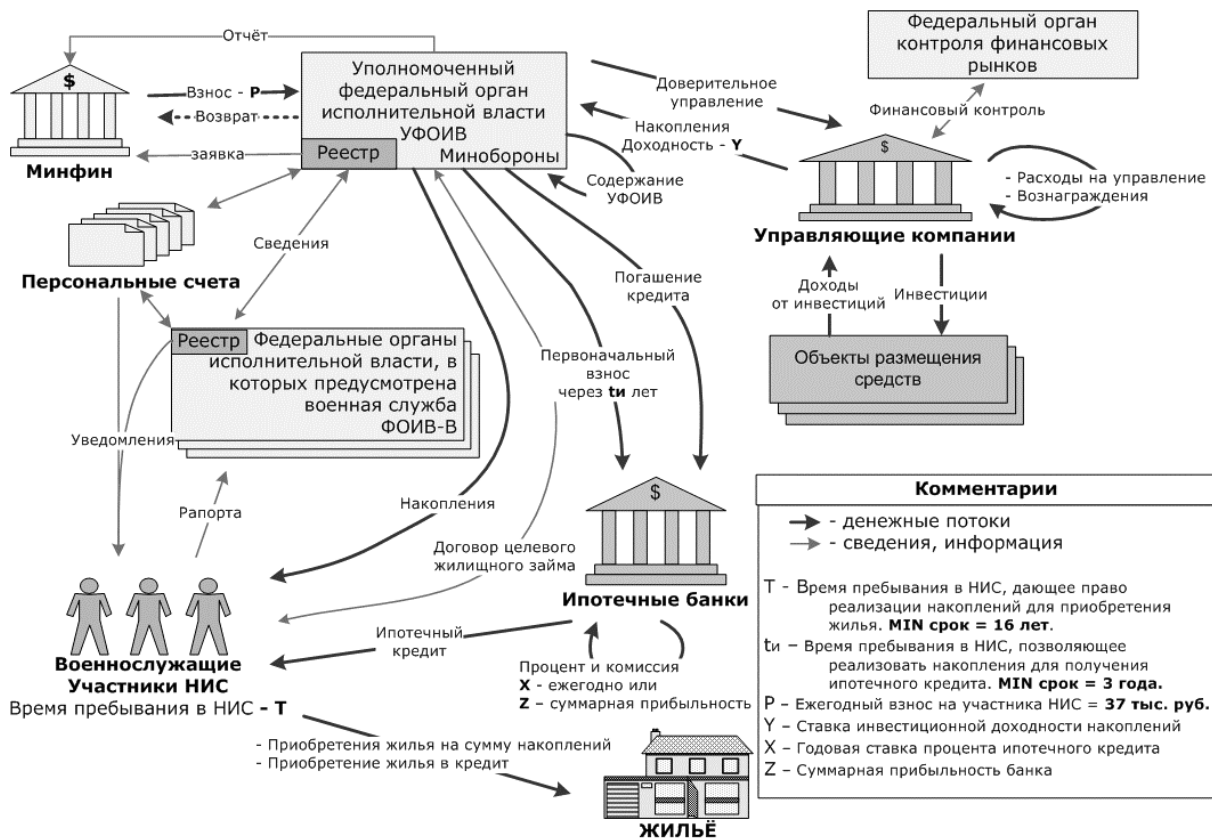 Отчёт
$
Минфин
Взнос - P
Возврат
заявка
Уполномоченный
федеральный орган
исполнительной власти
УФОИВ
Реестр
Минобороны
Содержание
УФОИВ
Доверительное
управление
Накопления
Доходность - Y
Федеральный орган
контроля финансовых
рынков
Финансовый контроль
$
Управляющие компании
- Расходы на управление
- Вознаграждения
Доходы
от инвестиций
Инвестиции
Объекты размещения
средств
Персональные счета
Сведения
Реестр
Федеральные органы
исполнительной власти, в
которых предусмотрена
военная служба
ФОИВ-В
Уведомления
Рапорта
Погашение
кредита
Первоначальный
взнос
через tи лет
Накопления
Договор целевого
жилищного займа
$
Ипотечные банки
Ипотечный
кредит
Процент и комиссия
X - ежегодно или
Z – суммарная прибыльность
Военнослужащие
Участники НИС
Время пребывания в НИС - T
- Приобретения жилья на сумму накоплений
- Приобретение жилья в кредит
ЖИЛЬЁ
Комментарии
- денежные потоки
- сведения, информация
T - Время пребывания в НИС, дающее право
реализации накоплений для приобретения
жилья. MIN срок = 16 лет.
tи – Время пребывания в НИС, позволяющее
реализовать накопления для получения
ипотечного кредита. MIN срок = 3 года.
P – Ежегодный взнос на участника НИС = 37 тыс. руб.
Y – Ставка инвестиционной доходности накоплений
X – Годовая ставка процента ипотечного кредита
Z – Суммарная прибыльность банка